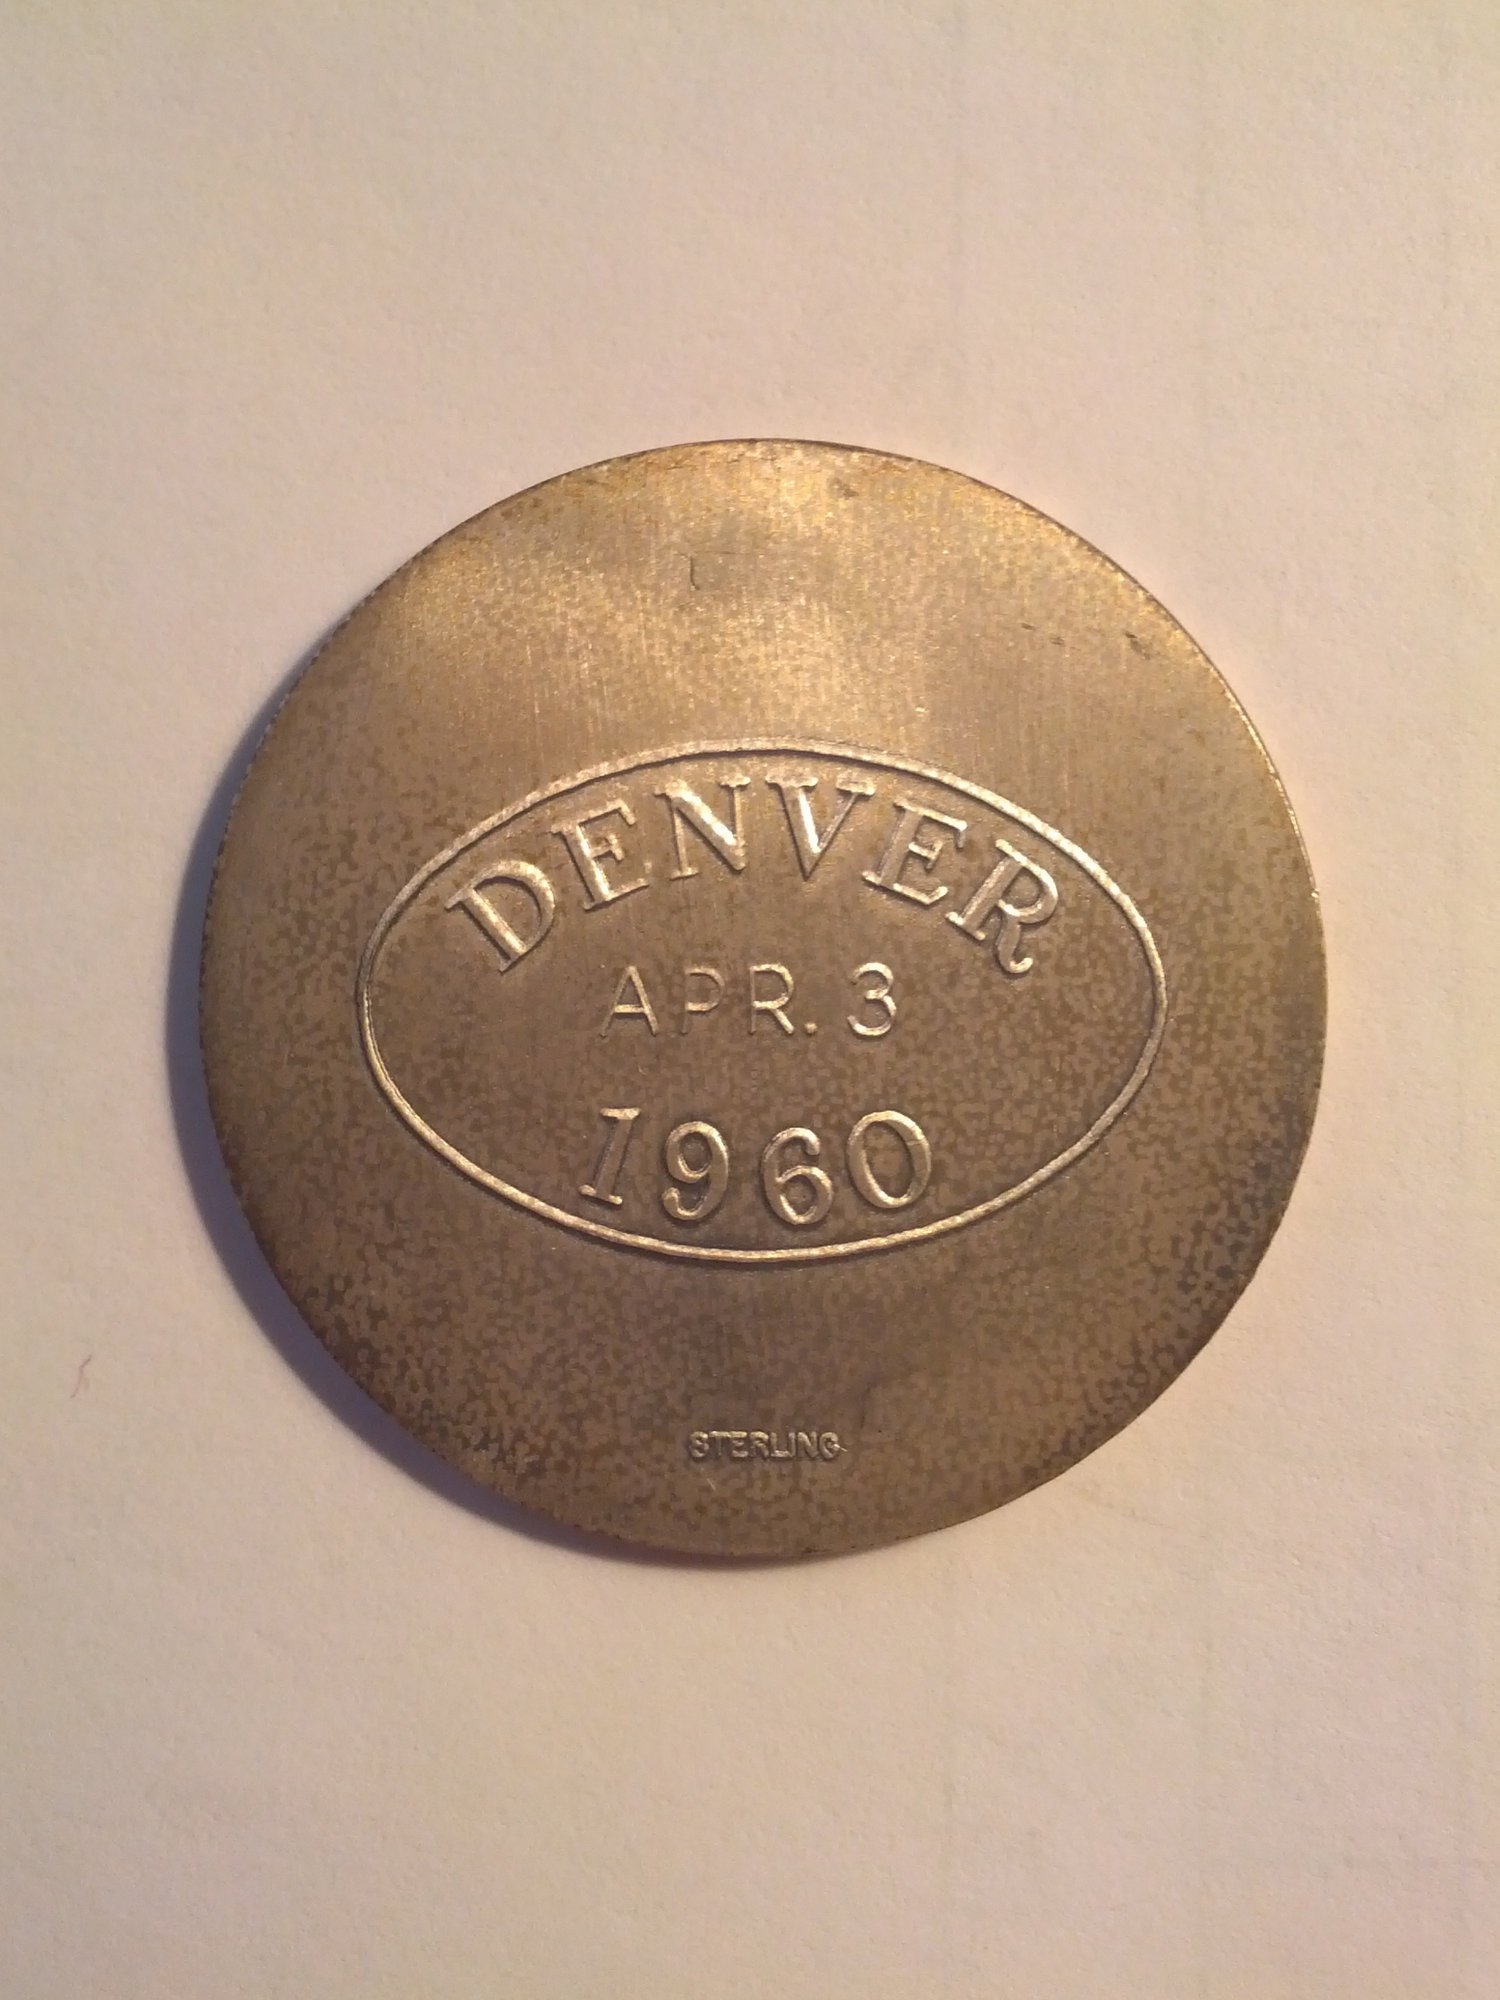 DENVER
APR. 3
1960
STERLING